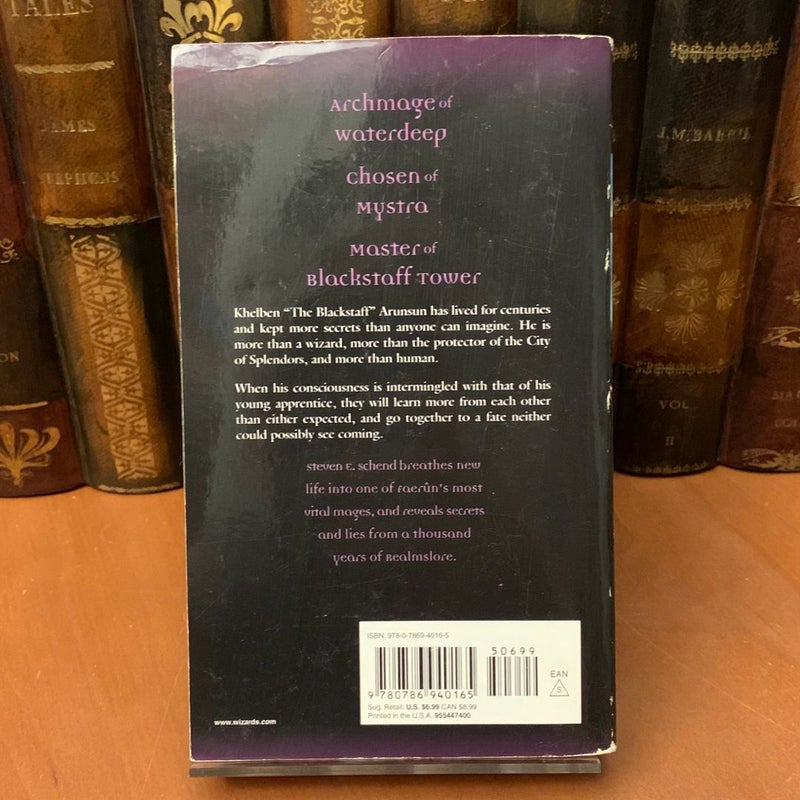 TALES
JAMES
STEPHENS
J.M. BARRIE
VOL
II
Archmage of
Waterdeep
Chosen of
Mystra
Master of
Blackstaff Tower
Khelben “The Blackstaff” Arunsun has lived for centuries
and kept more secrets than anyone can imagine. He is
more than a wizard, more than the protector of the City
of Splendors, and more than human.
When his consciousness is intermingled with that of his
young apprentice, they will learn more from each other
than either expected, and go together to a fate neither
could possibly see coming.
Steven E. Schend breathes new
life into one of Faerûn's most
vital mages, and reveals secrets
and lies from a thousand
years of Realmslore.
ISBN: 978-0-7869-4016-5
50699
9 780786 940165
EAN
S
Sug. Retail: U.S. $6.99 CAN $8.99
Printed in the U.S.A. 955447400
www.wizards.com